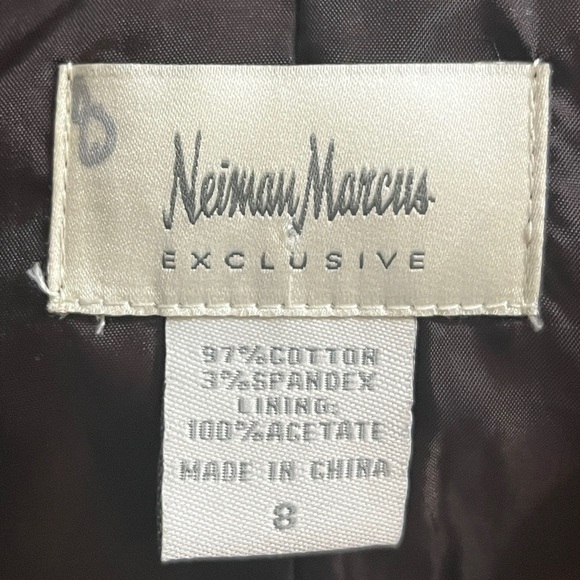 Neiman Marcus
EXCLUSIVE
97%COTTON
3%SPANDEX
LINING:
100%ACETATE
MADE IN CHINA
8